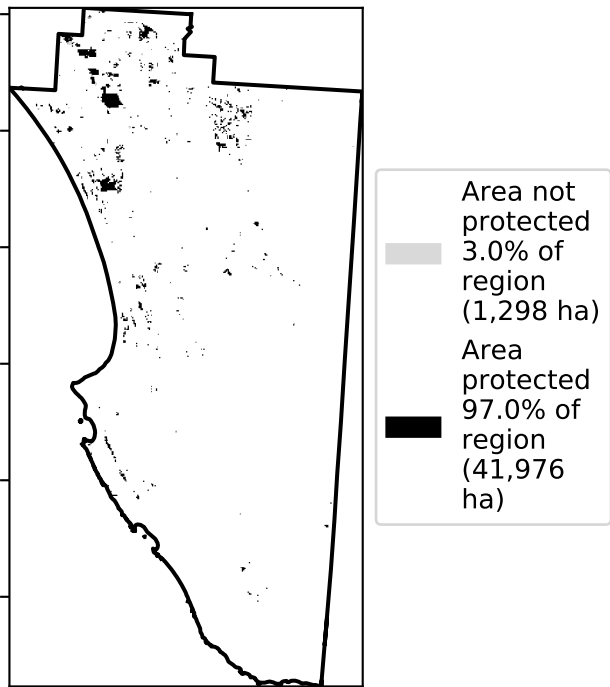 Area not
protected
3.0% of
region
(1,298 ha)
Area
protected
97.0% of
region
(41,976
ha)